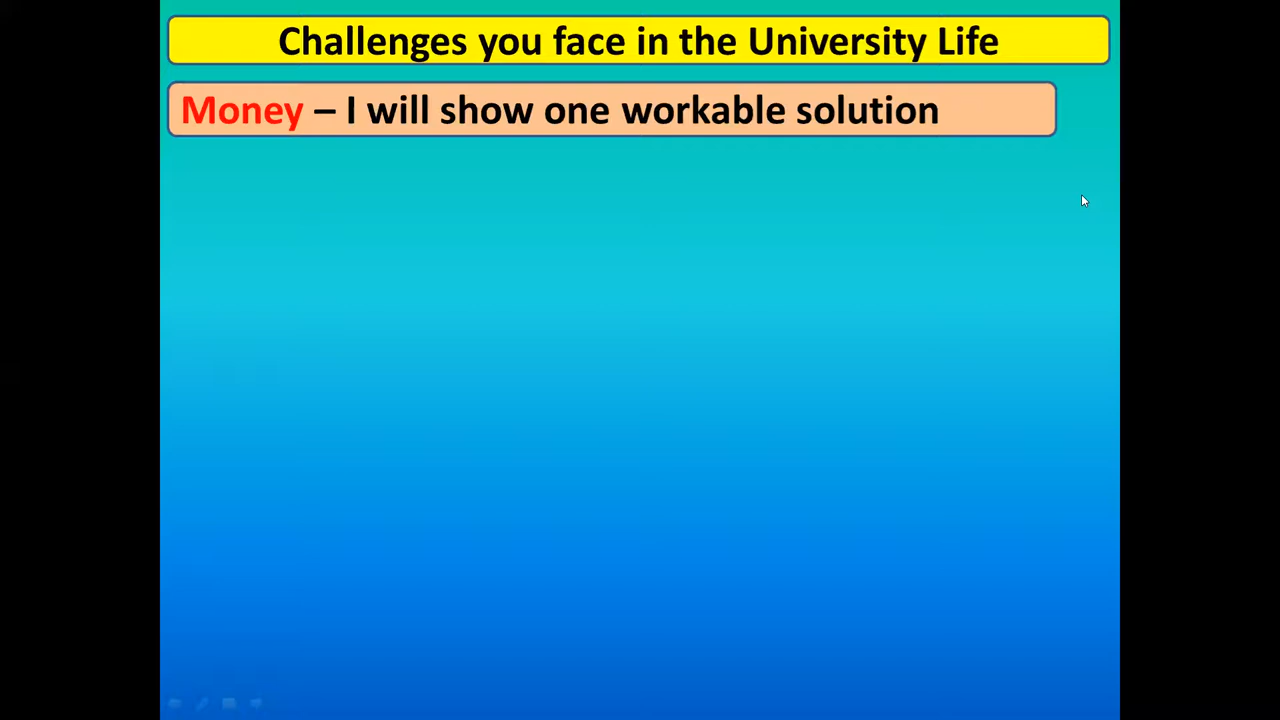 Challenges you face in the University Life
Money – I will show one workable solution